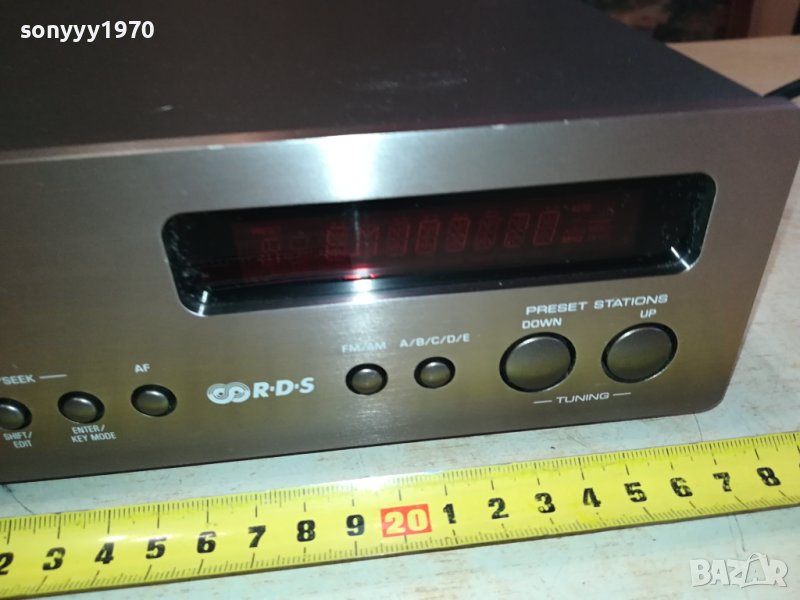 sonyyy1970
PRESET STATIONS
DOWN UP
FM/AM A/B/C/D/E
/SEEK AF
R·D·S
TUNING
SHIFT/
EDIT
ENTER/
KEY MODE
2 3 4 5 6 7 8 9 20 1 2 3 4 5 6 7 8
BAZAR